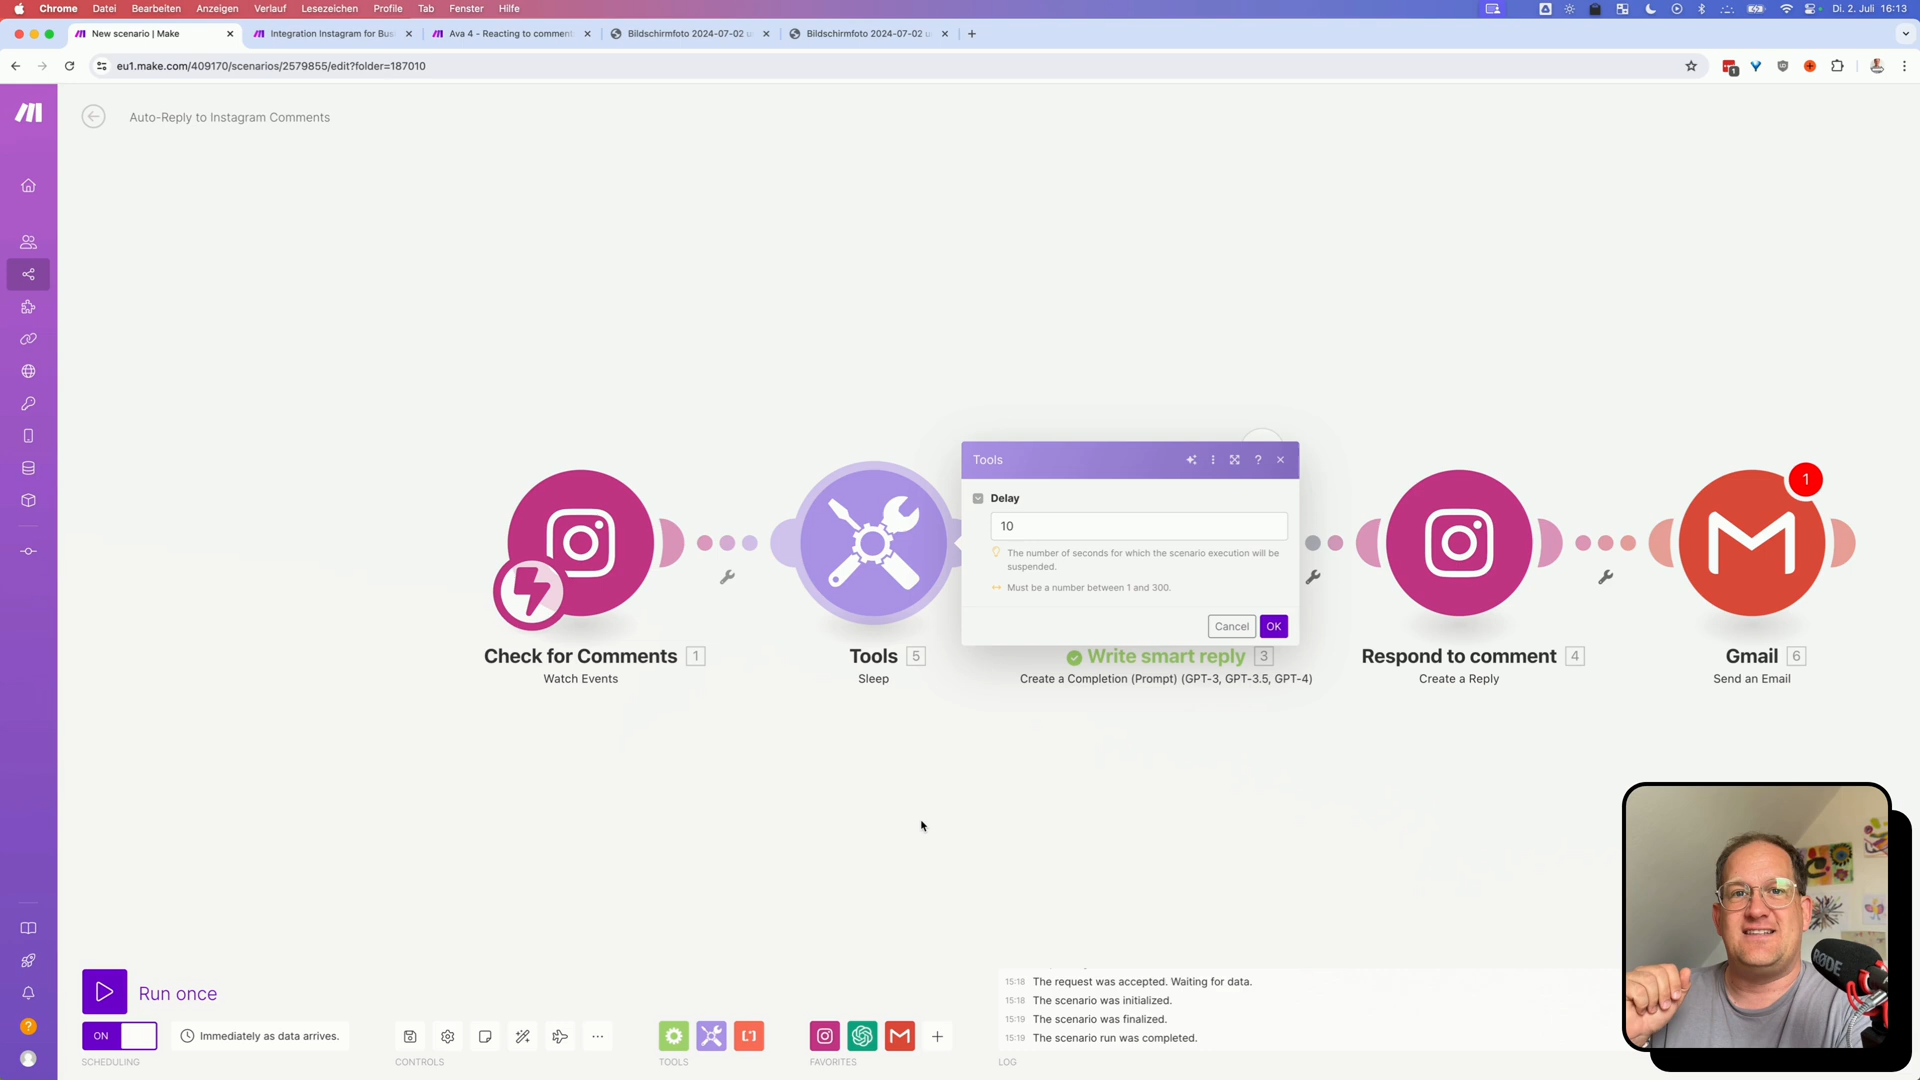 Chrome Datei Bearbeiten Anzeigen Verlauf Lesezeichen Profile Tab Fenster Hilfe Di. 2. Juli 16:13
New scenario | Make
Integration Instagram for Bus
Ava 4 - Reacting to comment
Bildschirmfoto 2024-07-02 u
Bildschirmfoto 2024-07-02 u
eu1.make.com/409170/scenarios/2579855/edit?folder=187010
1
Auto-Reply to Instagram Comments
Tools
?
Delay
10
The number of seconds for which the scenario execution will be
suspended.
Must be a number between 1 and 300.
Cancel OK
1
Check for Comments 1
Watch Events
Tools 5
Sleep
Write smart reply 3
Create a Completion (Prompt) (GPT-3, GPT-3.5, GPT-4)
Respond to comment 4
Create a Reply
Gmail 6
Send an Email
RØDE
Run once
ON
Immediately as data arrives.
SCHEDULING
CONTROLS
TOOLS
FAVORITES
15:18 The request was accepted. Waiting for data.
15:18 The scenario was initialized.
15:19 The scenario was finalized.
15:19 The scenario run was completed.
LOG
?